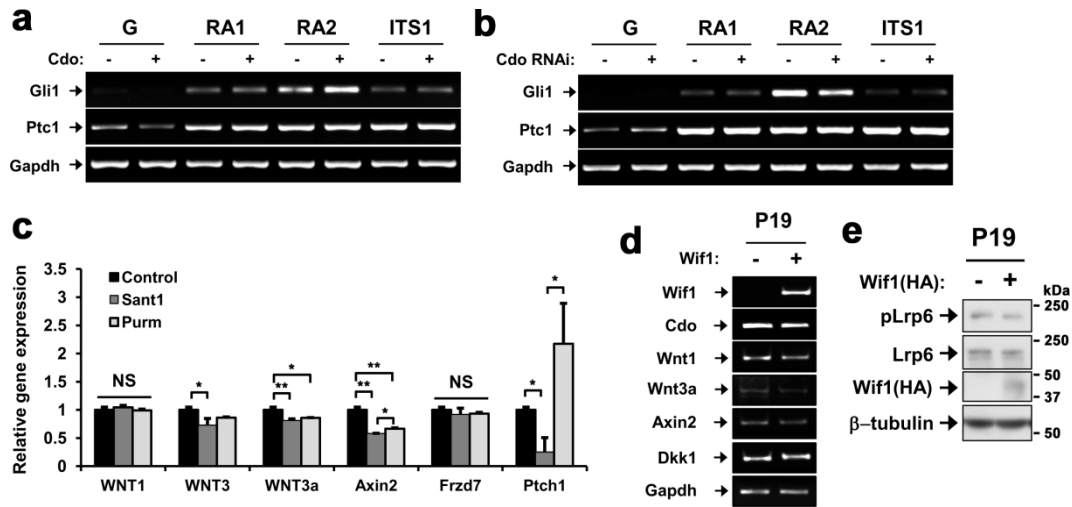 a
G RA1 RA2 ITS1
Cdo: - + - + - + - +
Gli1
Ptc1
Gapdh
b
G RA1 RA2 ITS1
Cdo RNAi: - + - + - + - +
Gli1
Ptc1
Gapdh
c
Relative gene expression
3.5
3
2.5
2
1.5
1
0.5
0
Control
Sant1
Purm
NS
*
** *
** ** *
NS
* *
WNT1 WNT3 WNT3a Axin2 Frzd7 Ptch1
d
P19
Wif1: - +
Wif1
Cdo
Wnt1
Wnt3a
Axin2
Dkk1
Gapdh
e
P19
Wif1(HA): - + kDa
pLrp6 - 250
Lrp6 - 250
Wif1(HA) - 50
- 37
β–tubulin - 50